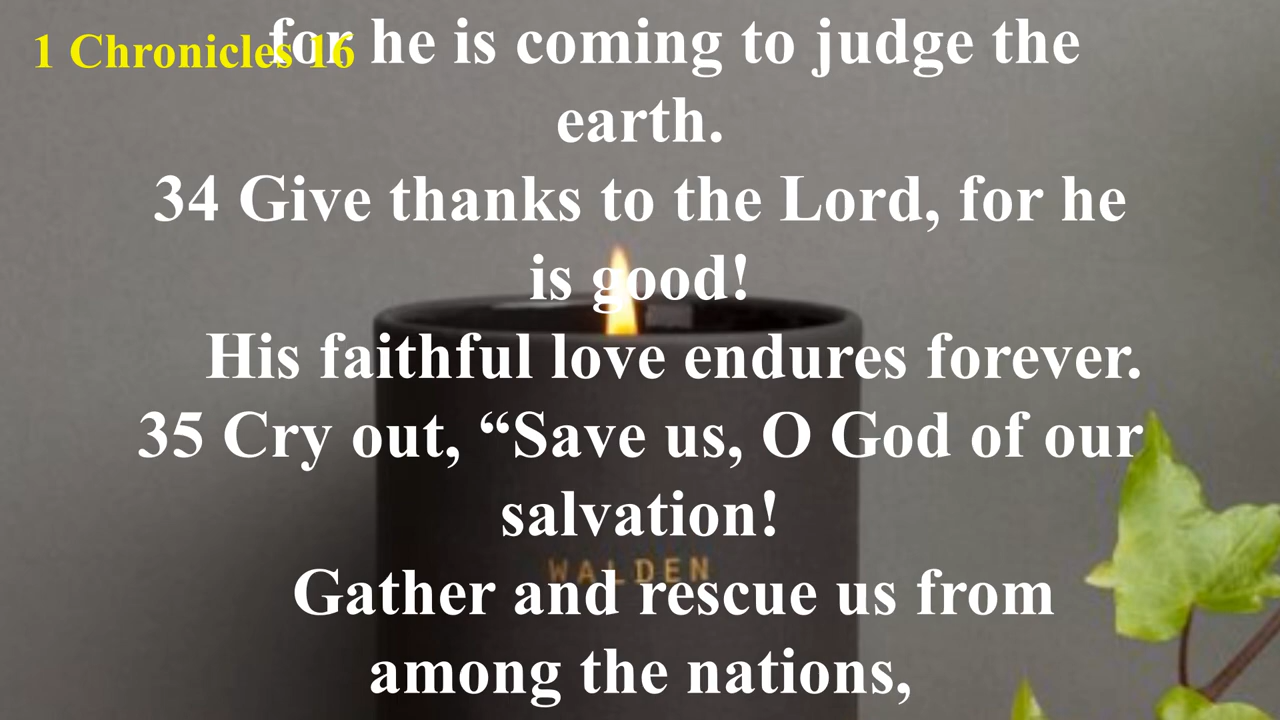 1 Chronicles 16
for he is coming to judge the
earth.
34 Give thanks to the Lord, for he
is good!
His faithful love endures forever.
35 Cry out, “Save us, O God of our
salvation!
WALDEN
Gather and rescue us from
among the nations,